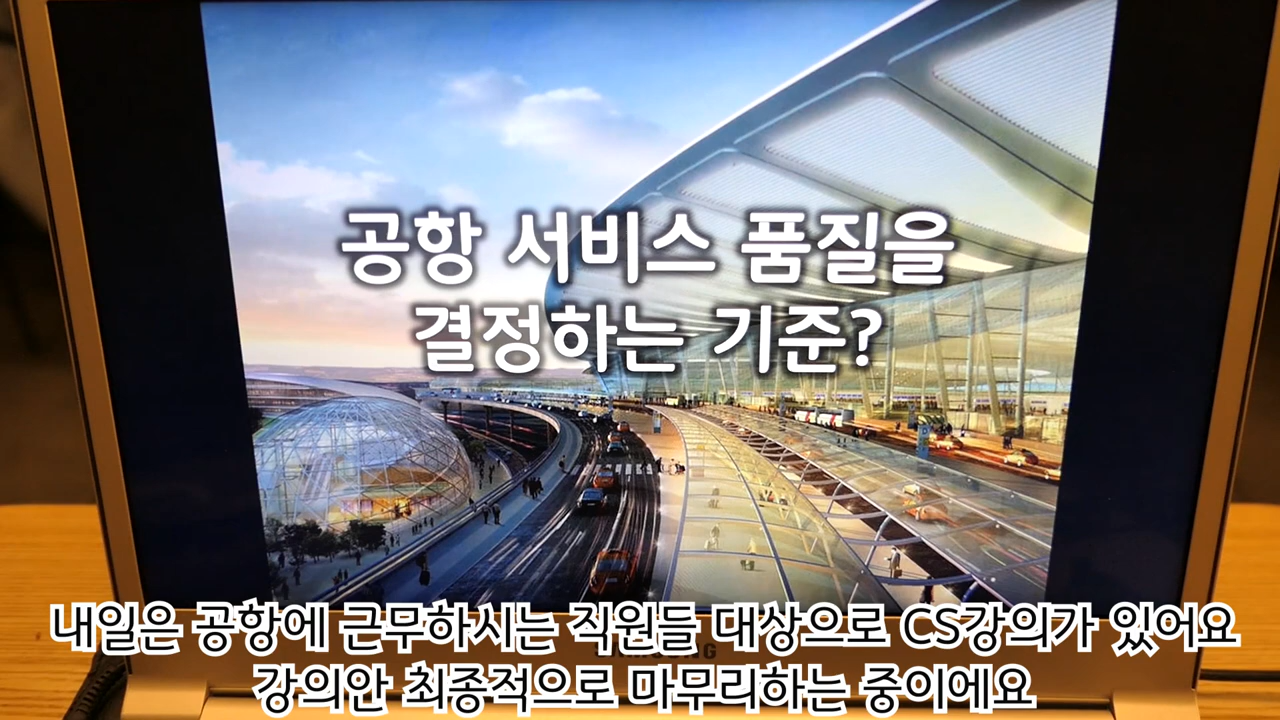 공항 서비스 품질을
결정하는 기준?
내일은 공항에 근무하시는 직원들 대상으로 CS강의가 있어요
강의안 최종적으로 마무리하는 중이에요